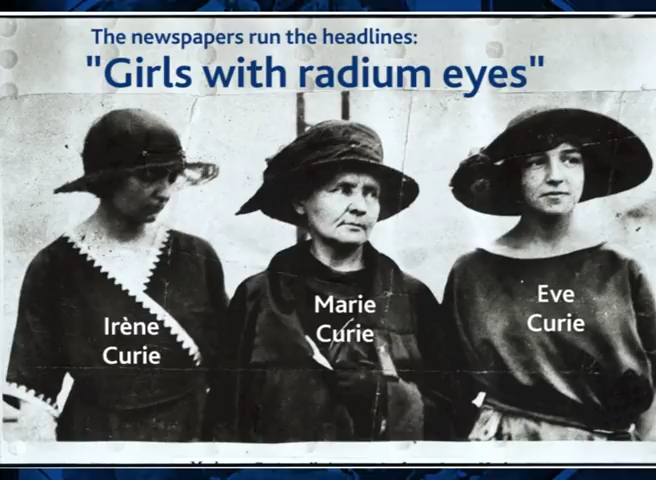 The newspapers run the headlines:
"Girls with radium eyes"
Irène
Curie
Marie
Curie
Eve
Curie